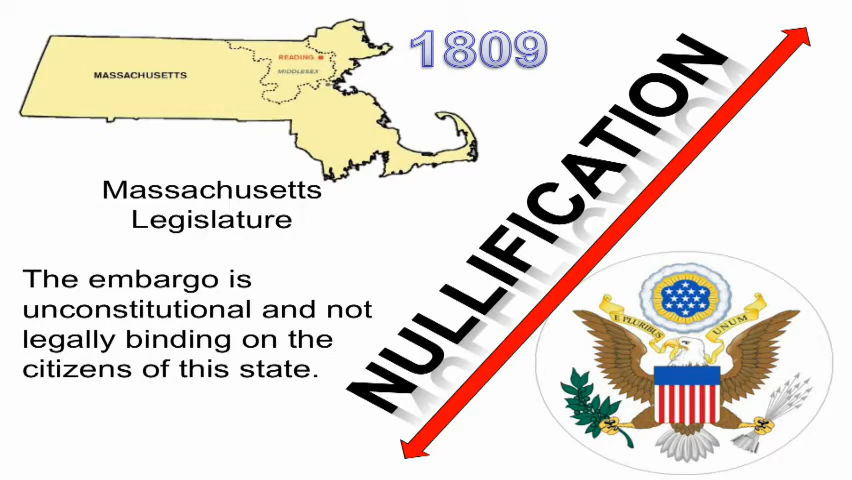 1809
READING
MASSACHUSETTS
MIDDLESEX
Massachusetts
Legislature
The embargo is
unconstitutional and not
legally binding on the
citizens of this state.
NULLIFICATION
E PLURIBUS
UNUM